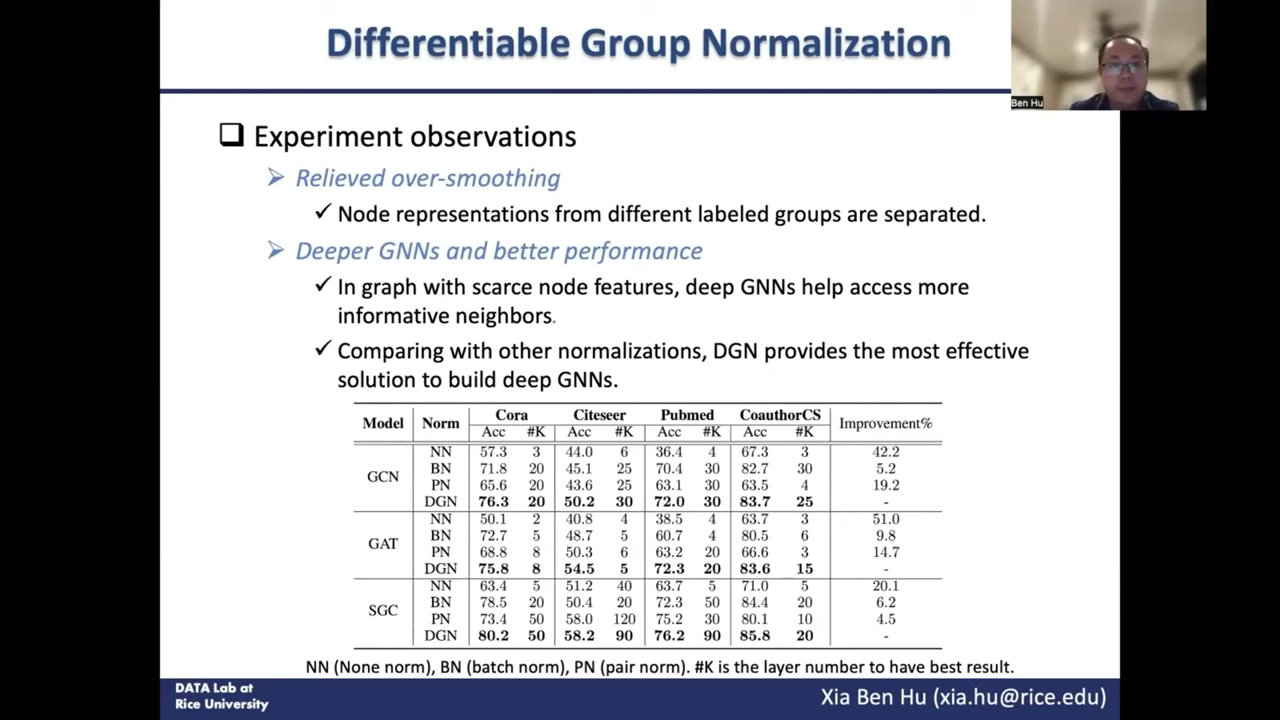 Differentiable Group Normalization
Ben Hu
Experiment observations
Relieved over-smoothing
Node representations from different labeled groups are separated.
Deeper GNNs and better performance
In graph with scarce node features, deep GNNs help access more
informative neighbors.
Comparing with other normalizations, DGN provides the most effective
solution to build deep GNNs.
Model Norm Cora Citeseer Pubmed CoauthorCS Improvement%
Acc #K Acc #K Acc #K Acc #K
GCN NN 57.3 3 44.0 6 36.4 4 67.3 3 42.2
BN 71.8 20 45.1 25 70.4 30 82.7 30 5.2
PN 65.6 20 43.6 25 63.1 30 63.5 4 19.2
DGN 76.3 20 50.2 30 72.0 30 83.7 25 -
GAT NN 50.1 2 40.8 4 38.5 4 63.7 3 51.0
BN 72.7 5 48.7 5 60.7 4 80.5 6 9.8
PN 68.8 8 50.3 6 63.2 20 66.6 3 14.7
DGN 75.8 8 54.5 5 72.3 20 83.6 15 -
SGC NN 63.4 5 51.2 40 63.7 5 71.0 5 20.1
BN 78.5 20 50.4 20 72.3 50 84.4 20 6.2
PN 73.4 50 58.0 120 75.2 30 80.1 10 4.5
DGN 80.2 50 58.2 90 76.2 90 85.8 20 -
NN (None norm), BN (batch norm), PN (pair norm). #K is the layer number to have best result.
DATA Lab at
Rice University
Xia Ben Hu (xia.hu@rice.edu)